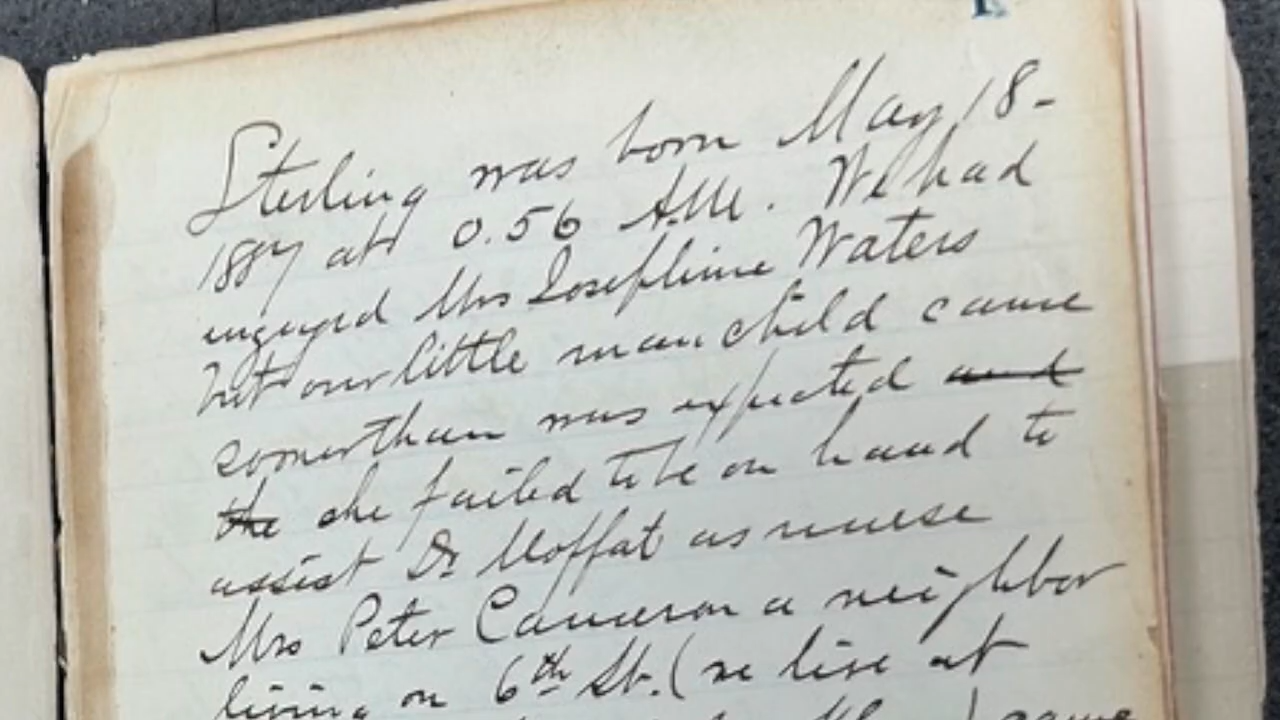 Sterling was born May 18-
1887 at 0.56 A.M. We had
engaged Mrs Josephine Waters
but our little man child came
sooner than was expected and
the she failed to be on hand to
assist Dr Moffat as nurse
Mrs Peter Cameron a neighbor
living on 6th St. (we live at
) came